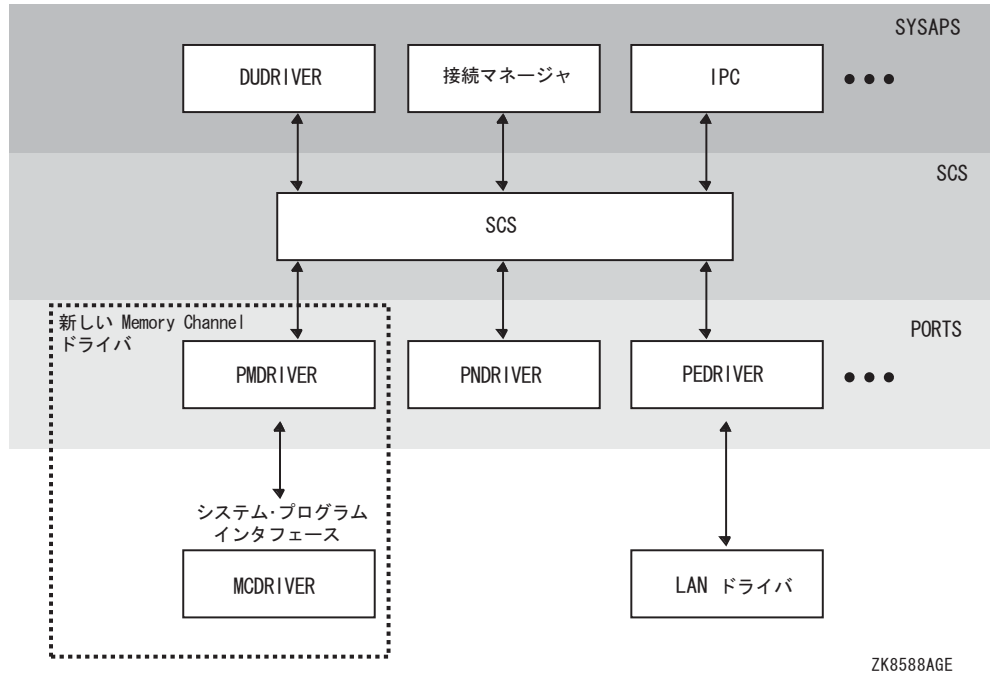 SYSAPS
DUDRIVER
接続マネージャ
IPC
SCS
SCS
新しい Memory Channel
ドライバ
PORTS
PMDRIVER
PNDRIVER
PEDRIVER
システム・プログラム
インタフェース
MCDRIVER
LAN ドライバ
ZK8588AGE